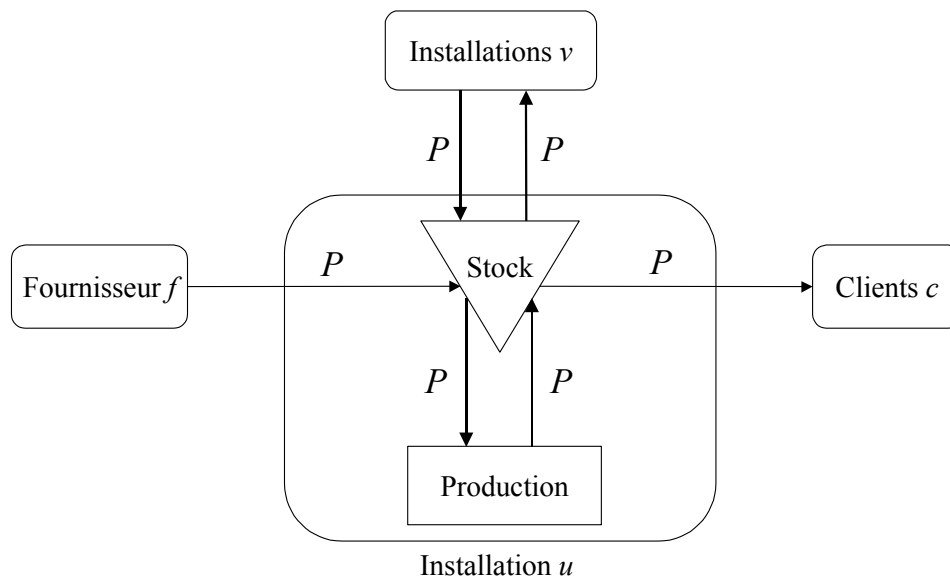 Installations v
P
P
Fournisseur f
P
Stock
P
Clients c
P
P
Production
Installation u